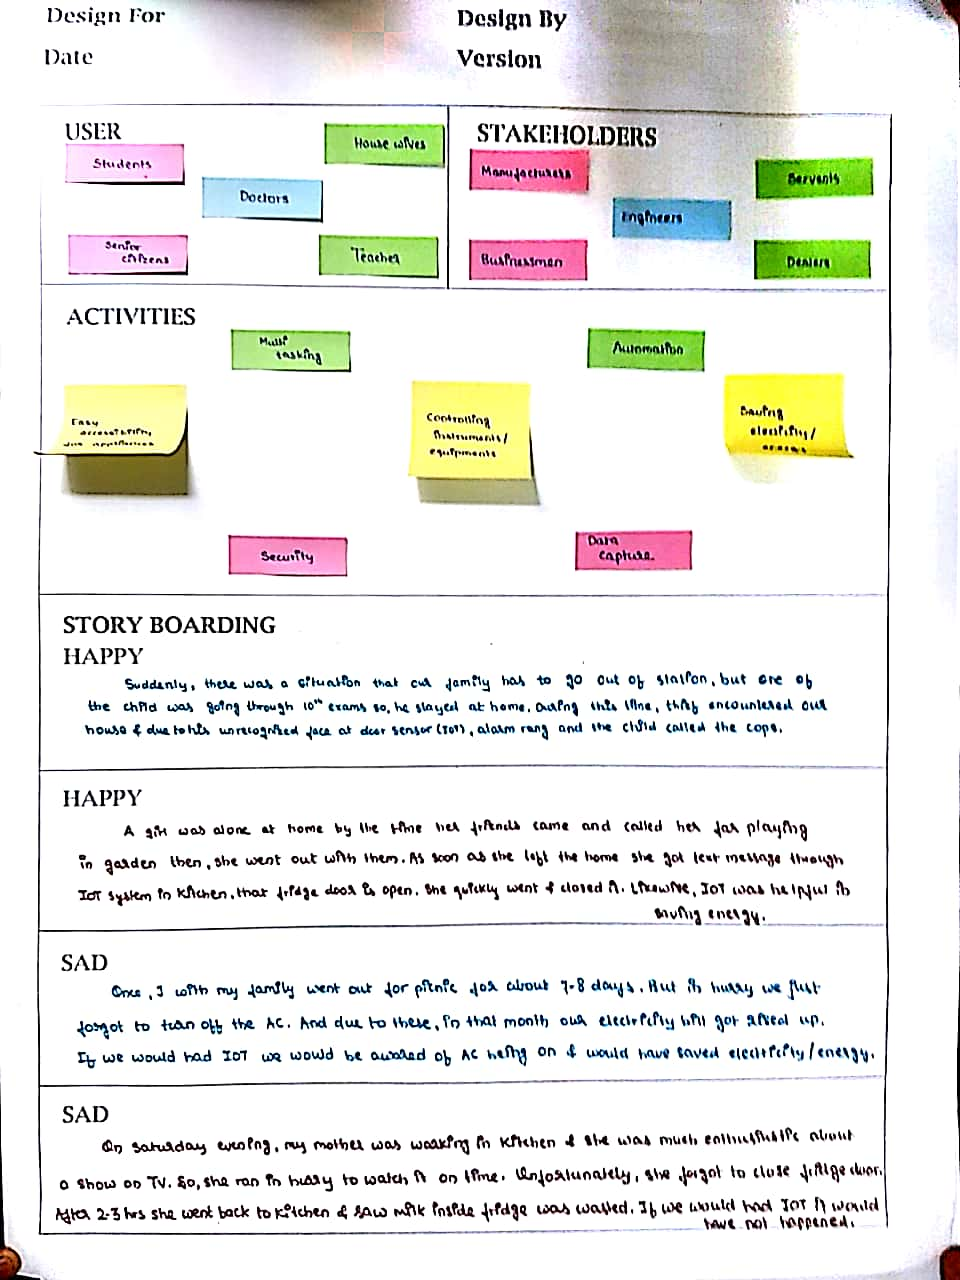 Design For
Design By
Date
Version
USER
Students
House wives
Doctors
Senior
citizens
Teacher
STAKEHOLDERS
Manufacturers
Servants
Engineers
Businessman
Dealers
ACTIVITIES
Multi
tasking
Automation
Easy
accessibility
appliances
Controlling
Instruments/
equipments
Saving
electricity/
energy
Security
Data
capture
STORY BOARDING
HAPPY
Suddenly, there was a situation that our family has to go out of station, but one of
the child was going through 10th exams so, he stayed at home. During this time, thief encountered our
house & due to his unrecognized face at door sensor (IoT), alarm rang and the child called the cops.
HAPPY
A girl was alone at home by the time her friends came and called her for playing
in garden then, she went out with them. As soon as she left the home she got text message through
IoT system in kitchen, that fridge door is open. She quickly went & closed it. Likewise, IoT was helpful in
saving energy.
SAD
Once, I with my family went out for picnic for about 7-8 days. But in hurry we just
forgot to turn off the AC. And due to these, in that month our electricity bill got up.
If we would had IoT we would be awared of AC being on & would have saved electricity/energy.
SAD
On saturday evening, my mother was working in kitchen & she was much enthusiastic about
a show on TV. So, she ran in hurry to watch it on time. Unfortunately, she forgot to close fridge door.
After 2-3 hrs she went back to kitchen & saw milk inside fridge was wasted. If we would had IoT it would
have not happened.